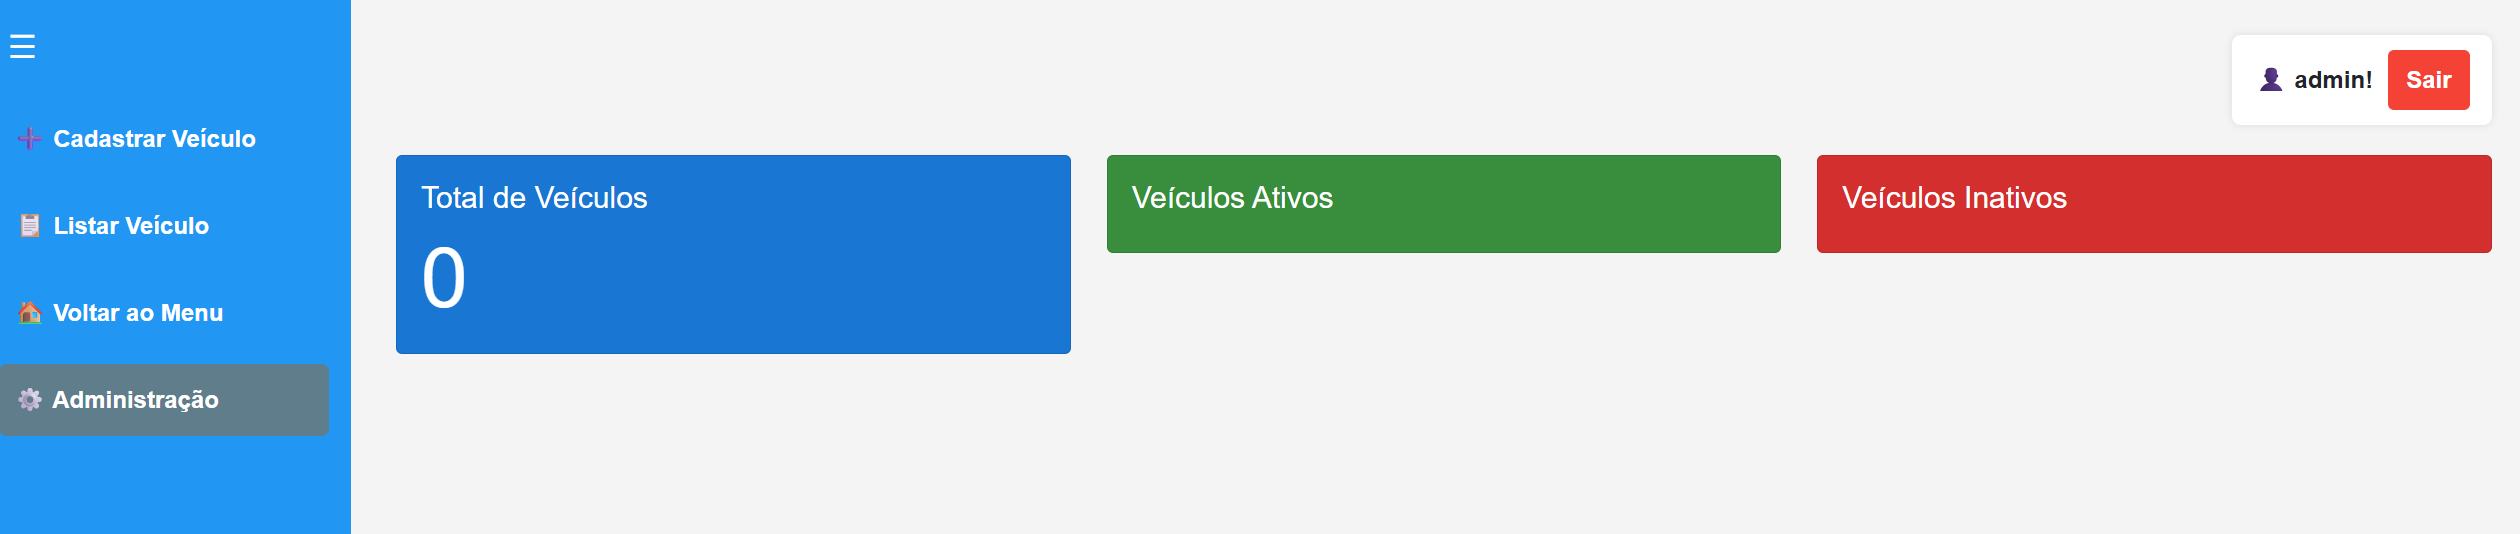 ☰
➕ Cadastrar Veículo
📋 Listar Veículo
🏠 Voltar ao Menu
⚙️ Administração
👤 admin! Sair
Total de Veículos
0
Veículos Ativos
Veículos Inativos